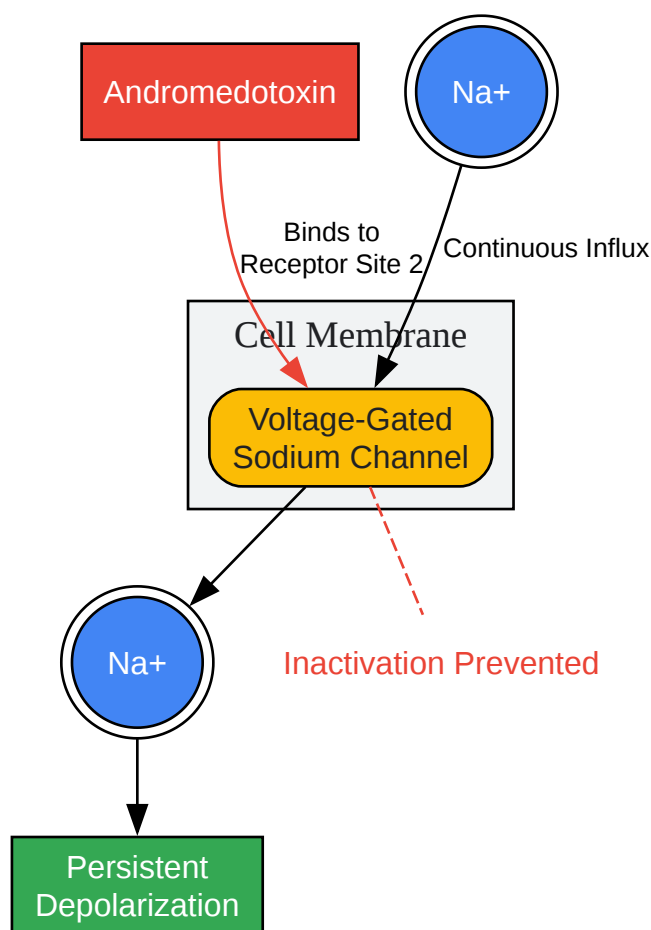 Andromedotoxin
Na+
Binds to
Receptor Site 2
Continuous Influx
Cell Membrane
Voltage-Gated
Sodium Channel
Na+
Inactivation Prevented
Persistent
Depolarization